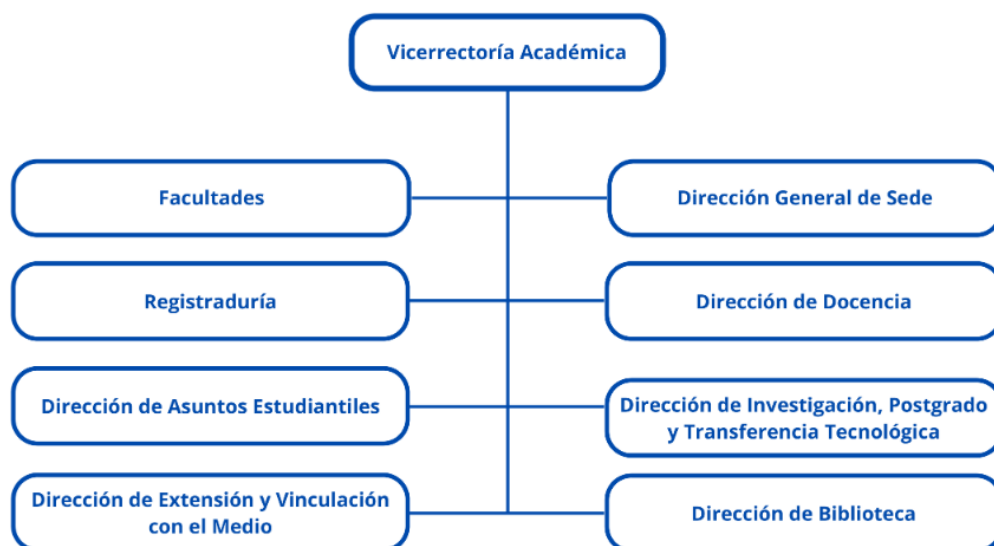 Vicerrectoría Académica
Facultades
Dirección General de Sede
Registraduría
Dirección de Docencia
Dirección de Asuntos Estudiantiles
Dirección de Investigación, Postgrado
y Transferencia Tecnológica
Dirección de Extensión y Vinculación
con el Medio
Dirección de Biblioteca